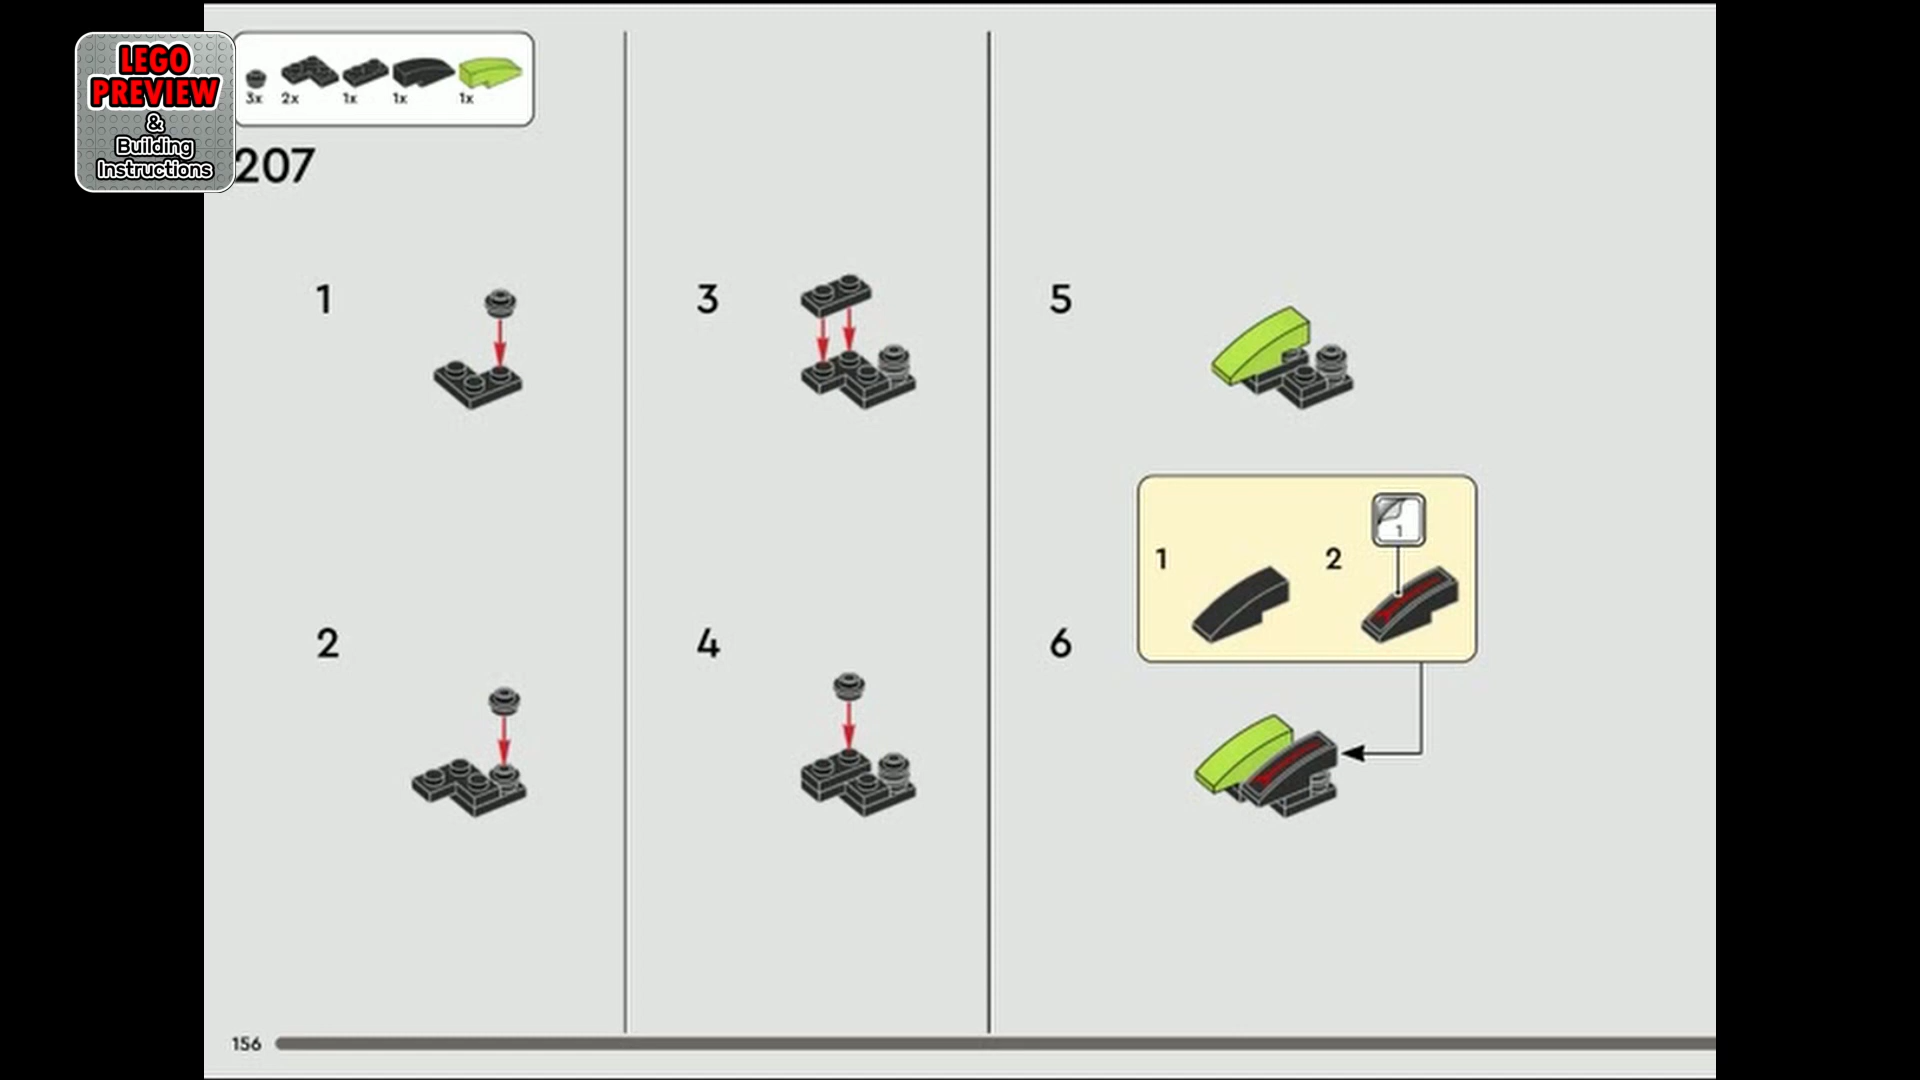 LEGO
PREVIEW
&
Building
Instructions
3x 2x 1x 1x 1x
207
1
2
3
4
5
1 2 1
6
156